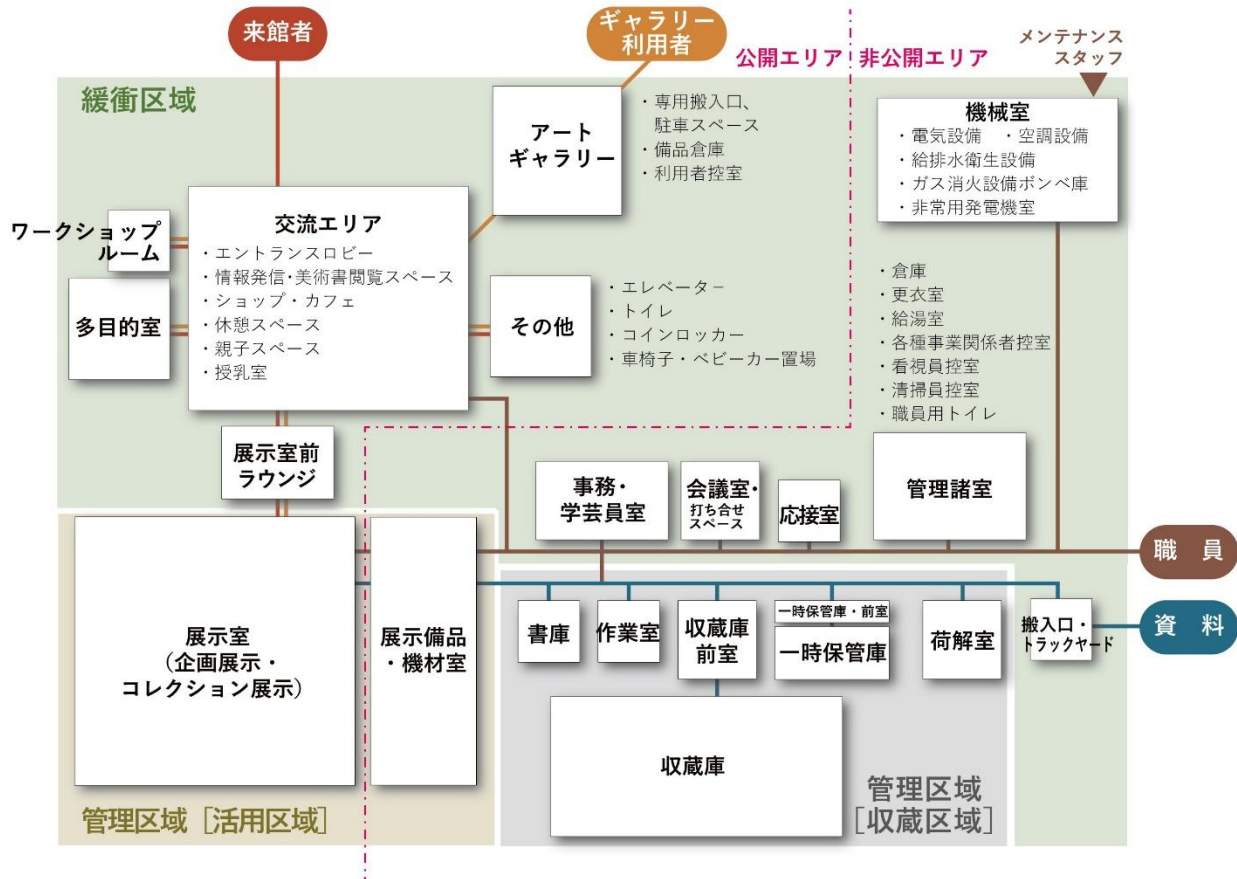 来館者
ギャラリー
利用者
公開エリア
非公開エリア
メンテナンス
スタッフ
緩衝区域
アート
ギャラリー
・専用搬入口、
駐車スペース
・備品倉庫
・利用者控室
機械室
・電気設備　・空調設備
・給排水衛生設備
・ガス消火設備ボンベ庫
・非常用発電機室
ワークショップ
ルーム
多目的室
交流エリア
・エントランスロビー
・情報発信・美術書閲覧スペース
・ショップ・カフェ
・休憩スペース
・親子スペース
・授乳室
その他
・エレベーター
・トイレ
・コインロッカー
・車椅子・ベビーカー置場
・倉庫
・更衣室
・給湯室
・各種事業関係者控室
・看視員控室
・清掃員控室
・職員用トイレ
展示室前
ラウンジ
事務・
学芸員室
会議室・
打ち合せ
スペース
応接室
管理諸室
職　員
展示室
（企画展示・
コレクション展示）
展示備品
・機材室
書庫
作業室
収蔵庫
前室
一時保管庫・前室
一時保管庫
荷解室
搬入口・
トラックヤード
資　料
収蔵庫
管理区域［活用区域］
管理区域
［収蔵区域］